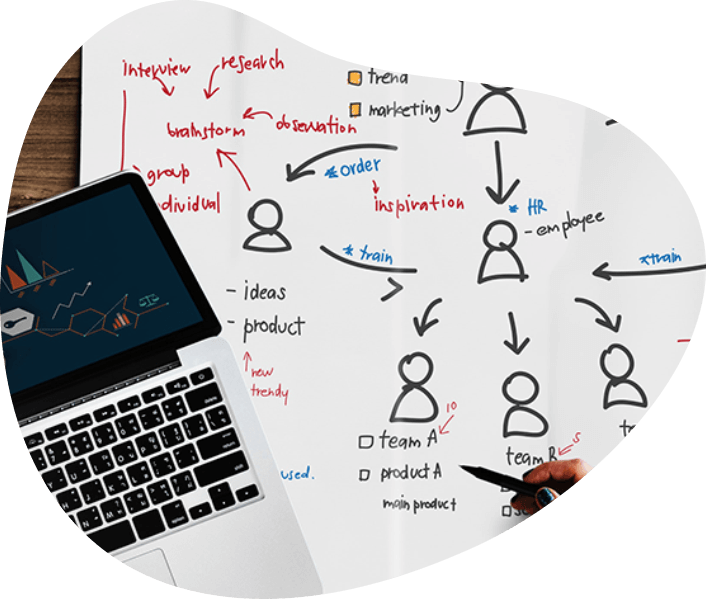 interview
research
trend
marketing
brainstorm
observation
*order
group
inspiration
* HR
- employee
* train
*train
- ideas
- product
new
trendy
10
team A
5
team B
product A
used.
main product